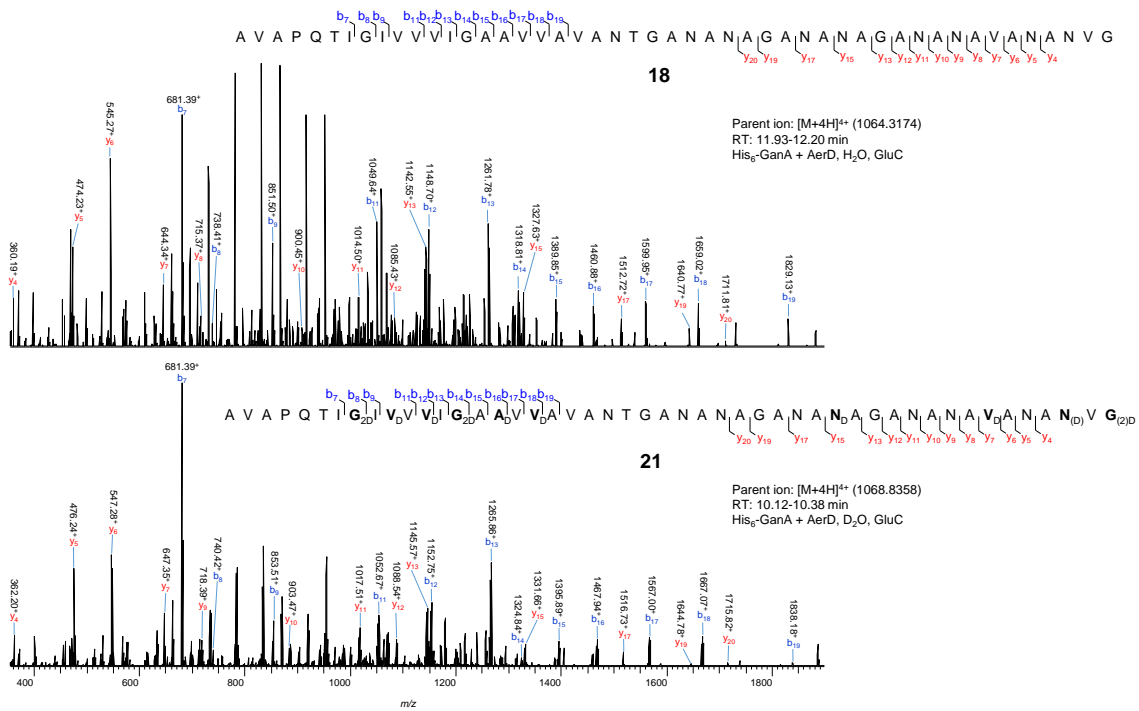 b7 b8 b9 b11 b12 b13 b14 b15 b16 b17 b18 b19
A V A P Q T I G I V V V I G A A V V A V A N T G A N A N A G A N A N A G A N A N A V A N A N V G
y20 y19 y17 y15 y13 y12 y11 y10 y9 y8 y7 y6 y5 y4
18
Parent ion: [M+4H]4+ (1064.3174)
RT: 11.93-12.20 min
His6-GanA + AerD, H2O, GluC
360.19+ y4
474.23+ y5
545.27+ y6
644.34+ y7
681.39+ b7
715.37+ y8
738.41+ b8
851.50+ b9
900.45+ y10
1014.50+ y11
1049.64+ b11
1085.43+ y12
1142.55+ y13
1148.70+ b12
1261.78+ b13
1318.81+ b14
1327.63+ y15
1389.85+ b15
1460.88+ b16
1512.72+ y17
1599.95+ b17
1640.77+ y19
1659.02+ b18
1711.81+ y20
1829.13+ b19
b7 b8 b9 b11 b12 b13 b14 b15 b16 b17 b18 b19
A V A P Q T I G2D I VD V VD I G2D A AD V VD A V A N T G A N A N A G A N A ND A G A N A N A VD A N A N(D) V G(2)D
y20 y19 y17 y15 y13 y12 y11 y10 y9 y8 y7 y6 y5 y4
21
Parent ion: [M+4H]4+ (1068.8358)
RT: 10.12-10.38 min
His6-GanA + AerD, D2O, GluC
362.20+ y4
476.24+ y5
547.28+ y6
647.35+ y7
681.39+ b7
718.39+ y9
740.42+ b8
853.51+ b9
903.47+ y10
1017.51+ y11
1052.67+ b11
1088.54+ y12
1145.57+ y13
1152.75+ b12
1265.86+ b13
1324.84+ b14
1331.66+ y15
1395.89+ b15
1467.94+ b16
1516.73+ y17
1567.00+ b17
1644.78+ y19
1667.07+ b18
1715.82+ y20
1838.18+ b19
400 600 800 1000 1200 1400 1600 1800
m/z